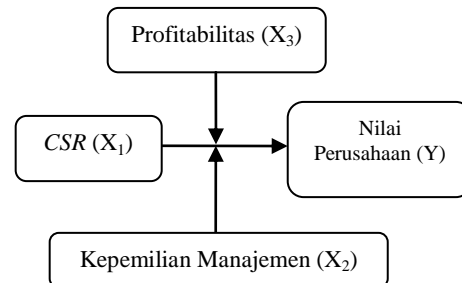 Profitabilitas (X₃)
CSR (X₁)
Nilai
Perusahaan (Y)
Kepemilian Manajemen (X₂)